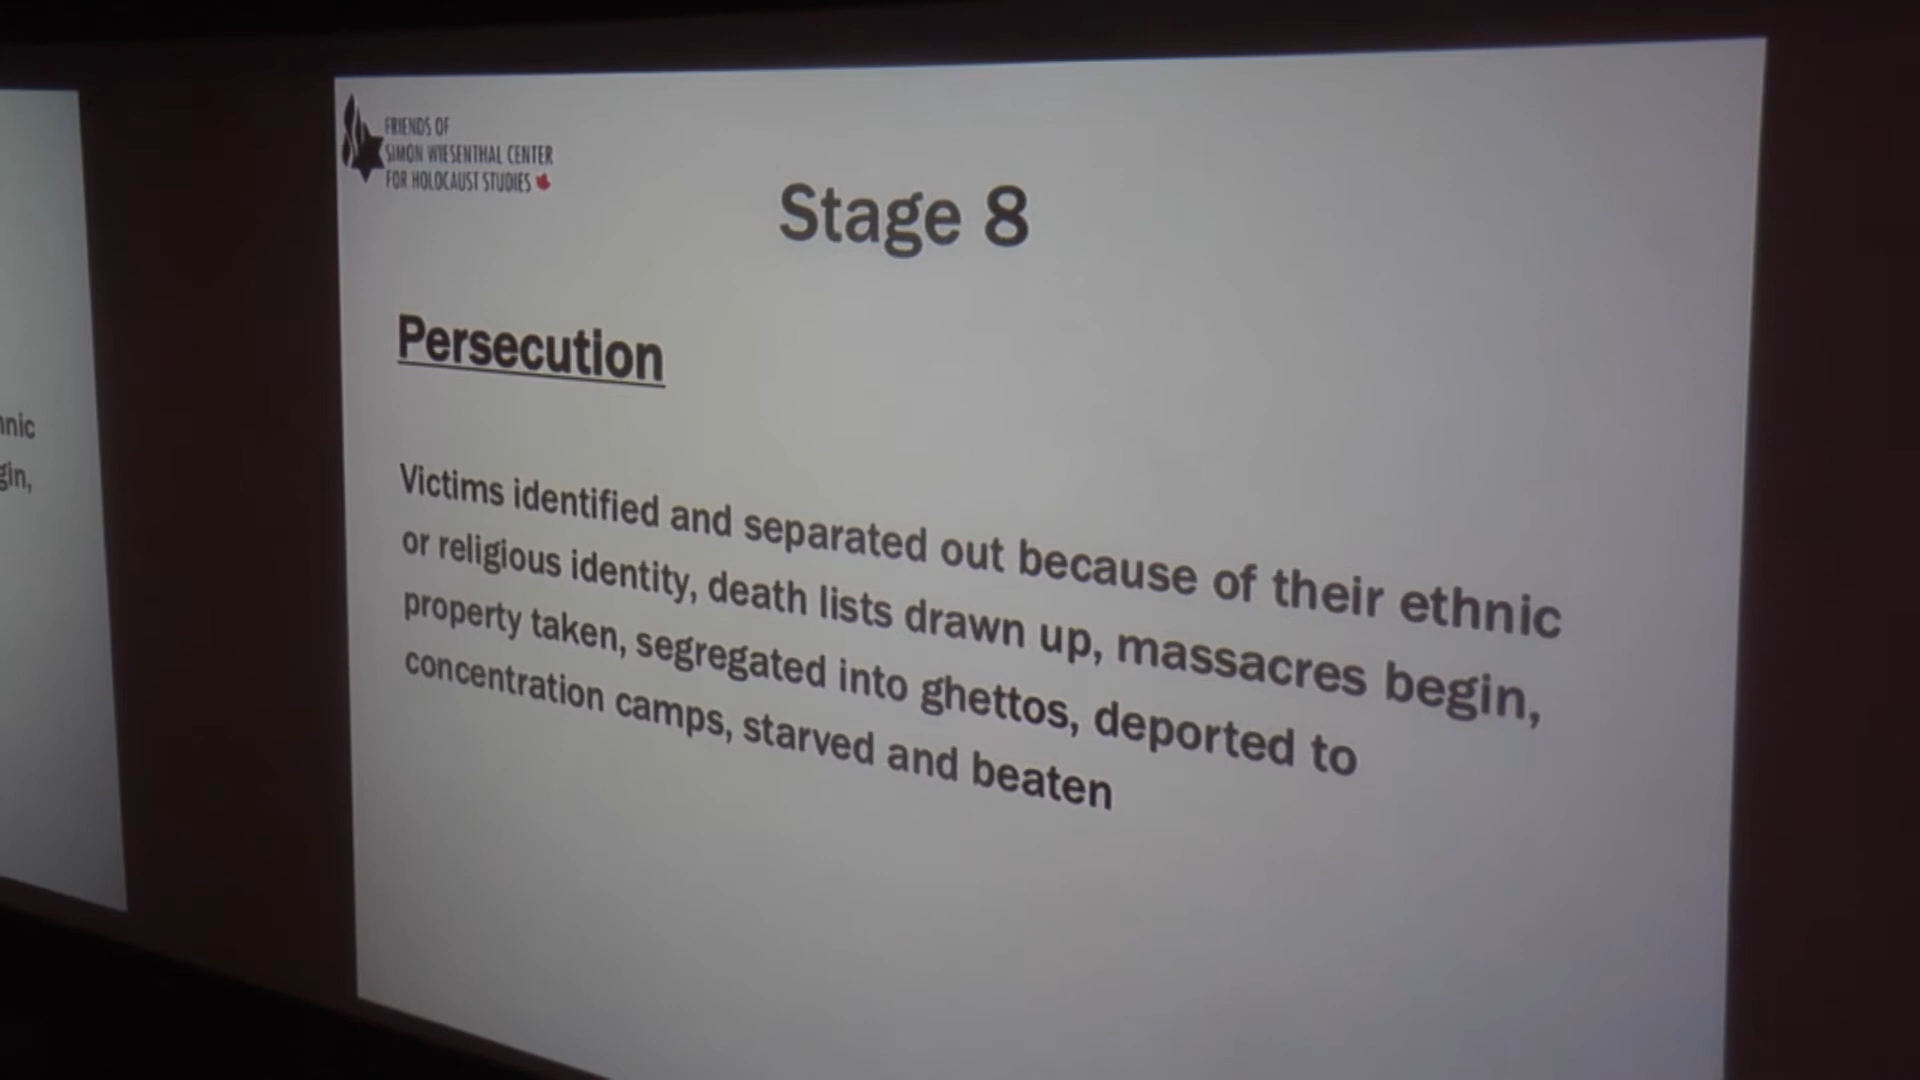 FRIENDS OF
SIMON WIESENTHAL CENTER
FOR HOLOCAUST STUDIES
Stage 8
Persecution
Victims identified and separated out because of their ethnic
or religious identity, death lists drawn up, massacres begin,
property taken, segregated into ghettos, deported to
concentration camps, starved and beaten